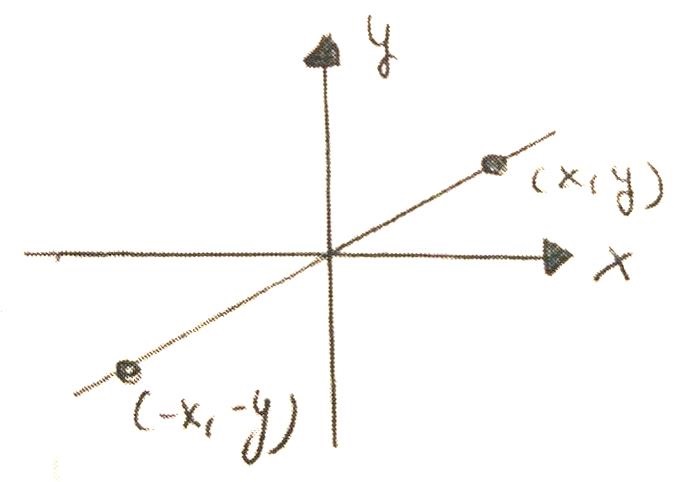 y
(x, y)
x
(-x, -y)